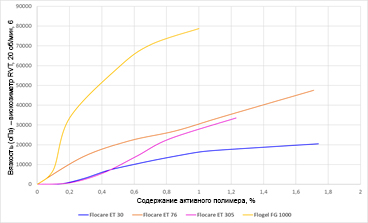 90000
80000
70000
60000
50000
40000
30000
20000
10000
0
0 0,2 0,4 0,6 0,8 1 1,2 1,4 1,6 1,8 2
Вязкость (сПз) – вискозиметр RVT, 20 об/мин, 6
Содержание активного полимера, %
Flocare ET 30 Flocare ET 76 Flocare ET 305 Flogel FG 1000